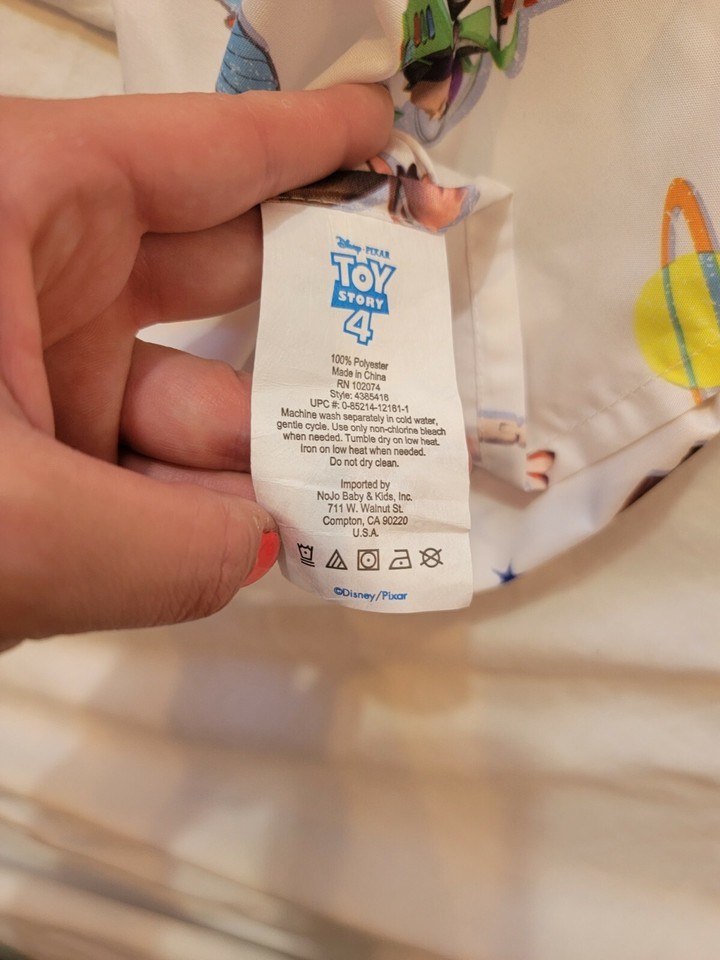 Disney · PIXAR
TOY
STORY
4
100% Polyester
Made in China
RN 102074
Style: 4385416
UPC #: 0-85214-12161-1
Machine wash separately in cold water,
gentle cycle. Use only non-chlorine bleach
when needed. Tumble dry on low heat.
Iron on low heat when needed.
Do not dry clean.
Imported by
NoJo Baby & Kids, Inc.
711 W. Walnut St.
Compton, CA 90220
U.S.A.
©Disney/Pixar